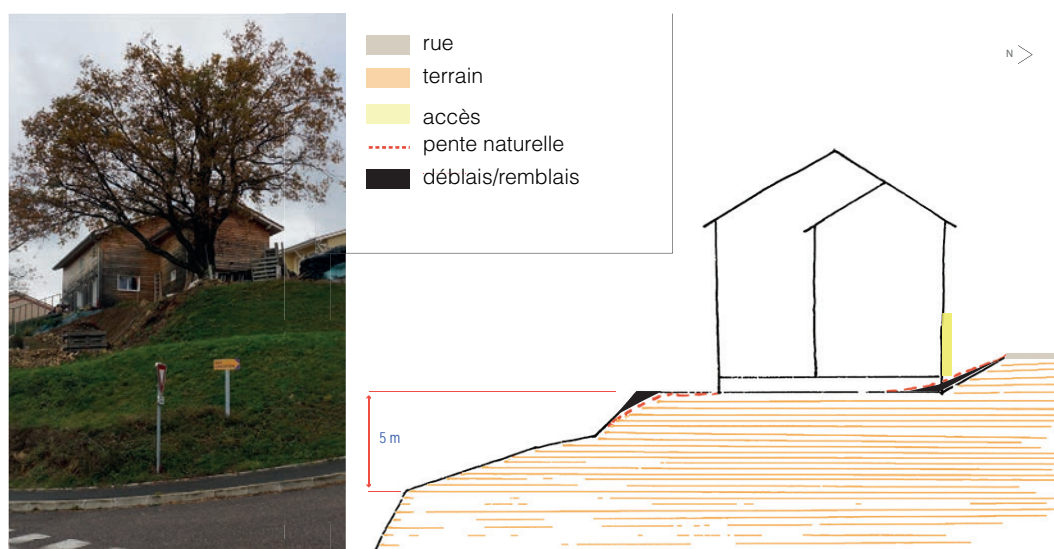 rue
terrain
accès
pente naturelle
déblais/remblais
N
5 m